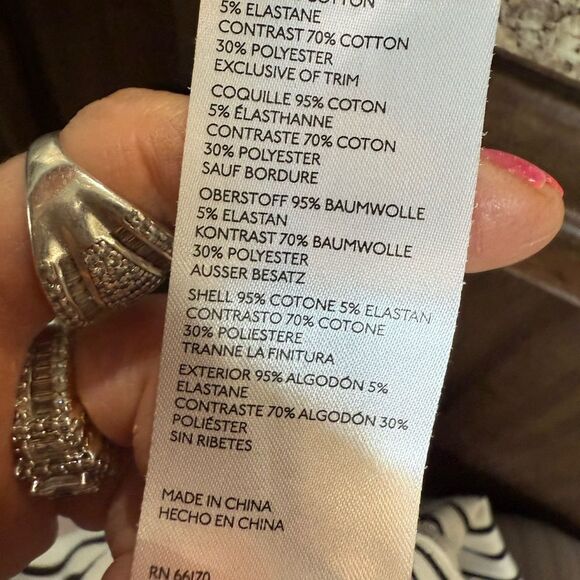 COTTON
5% ELASTANE
CONTRAST 70% COTTON
30% POLYESTER
EXCLUSIVE OF TRIM
COQUILLE 95% COTON
5% ÉLASTHANNE
CONTRASTE 70% COTON
30% POLYESTER
SAUF BORDURE
OBERSTOFF 95% BAUMWOLLE
5% ELASTAN
KONTRAST 70% BAUMWOLLE
30% POLYESTER
AUSSER BESATZ
SHELL 95% COTONE 5% ELASTAN
CONTRASTO 70% COTONE
30% POLIESTERE
TRANNE LA FINITURA
EXTERIOR 95% ALGODÓN 5%
ELASTANE
CONTRASTE 70% ALGODÓN 30%
POLIÉSTER
SIN RIBETES
MADE IN CHINA
HECHO EN CHINA
RN 66170